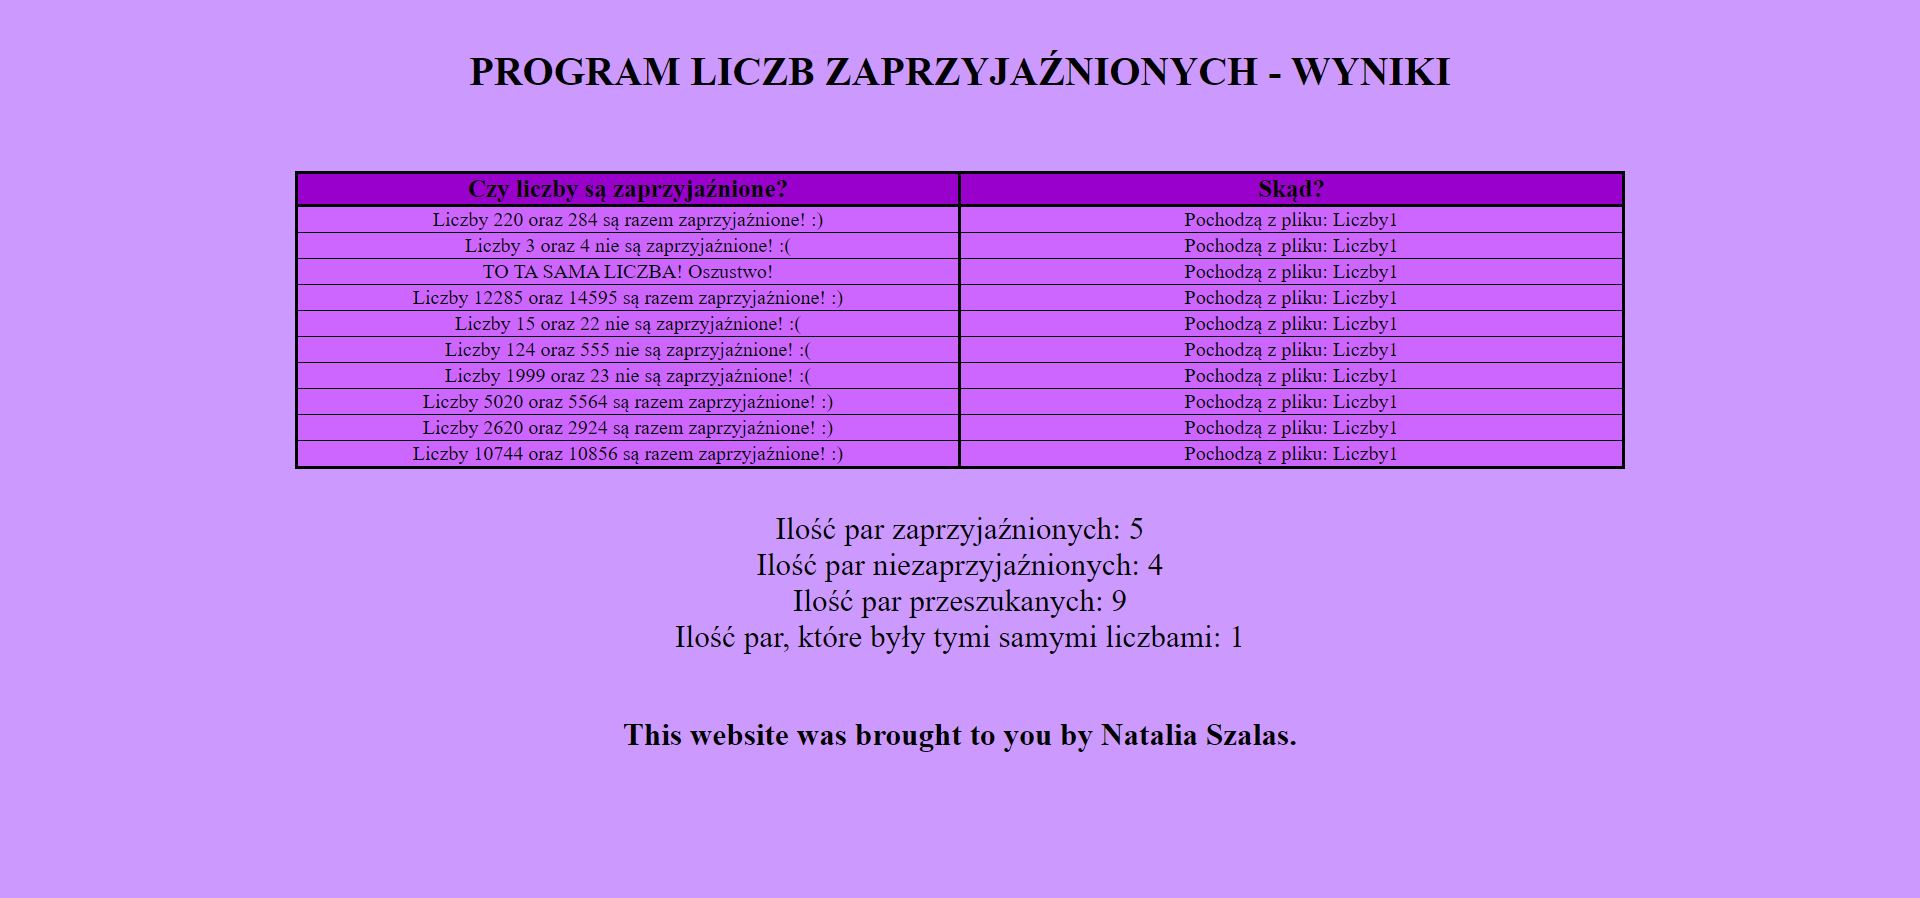 PROGRAM LICZB ZAPRZYJAŹNIONYCH - WYNIKI
Czy liczby są zaprzyjaźnione? Skąd?
Liczby 220 oraz 284 są razem zaprzyjaźnione! :) Pochodzą z pliku: Liczby1
Liczby 3 oraz 4 nie są zaprzyjaźnione! :( Pochodzą z pliku: Liczby1
TO TA SAMA LICZBA! Oszustwo! Pochodzą z pliku: Liczby1
Liczby 12285 oraz 14595 są razem zaprzyjaźnione! :) Pochodzą z pliku: Liczby1
Liczby 15 oraz 22 nie są zaprzyjaźnione! :( Pochodzą z pliku: Liczby1
Liczby 124 oraz 555 nie są zaprzyjaźnione! :( Pochodzą z pliku: Liczby1
Liczby 1999 oraz 23 nie są zaprzyjaźnione! :( Pochodzą z pliku: Liczby1
Liczby 5020 oraz 5564 są razem zaprzyjaźnione! :) Pochodzą z pliku: Liczby1
Liczby 2620 oraz 2924 są razem zaprzyjaźnione! :) Pochodzą z pliku: Liczby1
Liczby 10744 oraz 10856 są razem zaprzyjaźnione! :) Pochodzą z pliku: Liczby1
Ilość par zaprzyjaźnionych: 5
Ilość par niezaprzyjaźnionych: 4
Ilość par przeszukanych: 9
Ilość par, które były tymi samymi liczbami: 1
This website was brought to you by Natalia Szalas.